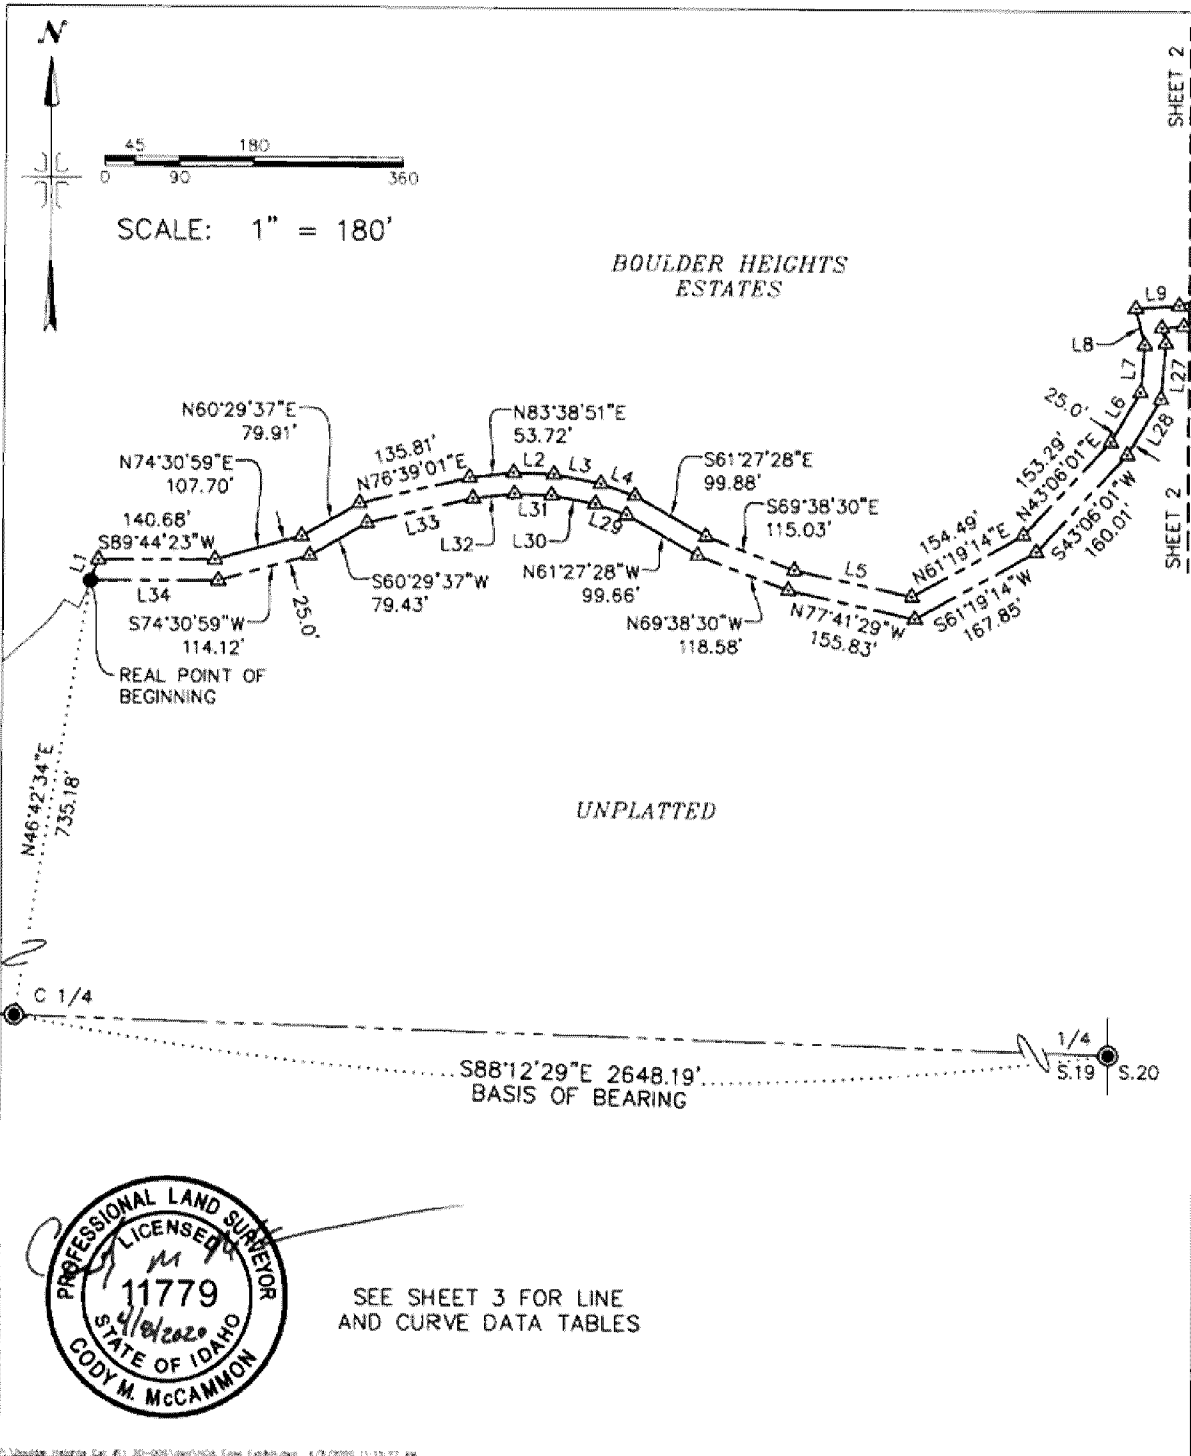 N
SHEET 2
45 180
0 90 360
SCALE: 1" = 180'
BOULDER HEIGHTS
ESTATES
L9
L8
L7
L27
25.0'
L6
L28
N60°29'37"E
79.91'
135.81'
N76°39'01"E
N83°38'51"E
53.72'
L2
L3
L4
S61°27'28"E
99.88'
153.29'
N43°06'01"E
N74°30'59"E
107.70'
S69°38'30"E
115.03'
S43°06'01"W
160.01'
SHEET 2
140.68'
S89°44'23"W
L33
L32
L31
L30
L29
154.49'
N61°19'14"E
L1
L34
S60°29'37"W
79.43'
N61°27'28"W
99.66'
L5
S74°30'59"W
114.12'
25.0'
N69°38'30"W
118.58'
N77°41'29"W
155.83'
S61°19'14"W
167.85'
REAL POINT OF
BEGINNING
N46°42'34"E
735.18'
UNPLATTED
C 1/4
1/4
S.19 S.20
S88°12'29"E 2648.19'
BASIS OF BEARING
PROFESSIONAL LAND SURVEYOR
LICENSED
11779
4/8/2020
STATE OF IDAHO
CODY M. McCAMMON
SEE SHEET 3 FOR LINE
AND CURVE DATA TABLES